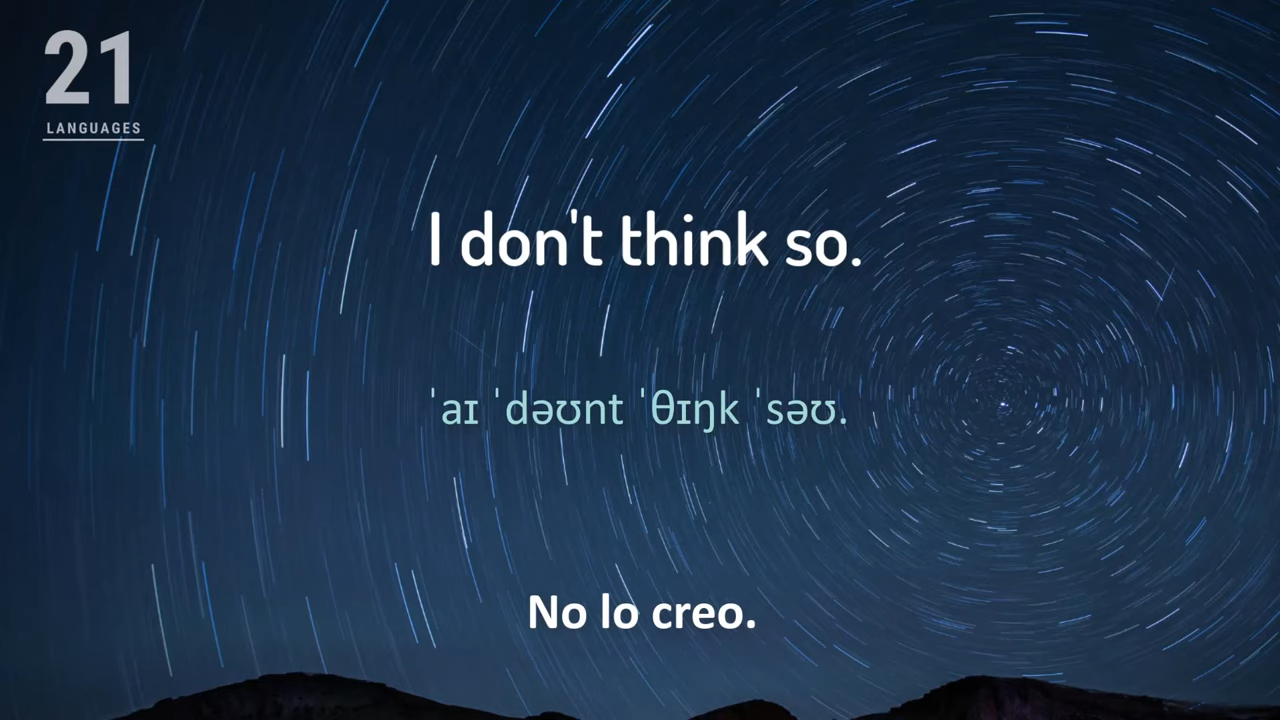 21
LANGUAGES
I don't think so.
ˈaɪ ˈdəʊnt ˈθɪŋk ˈsəʊ.
No lo creo.